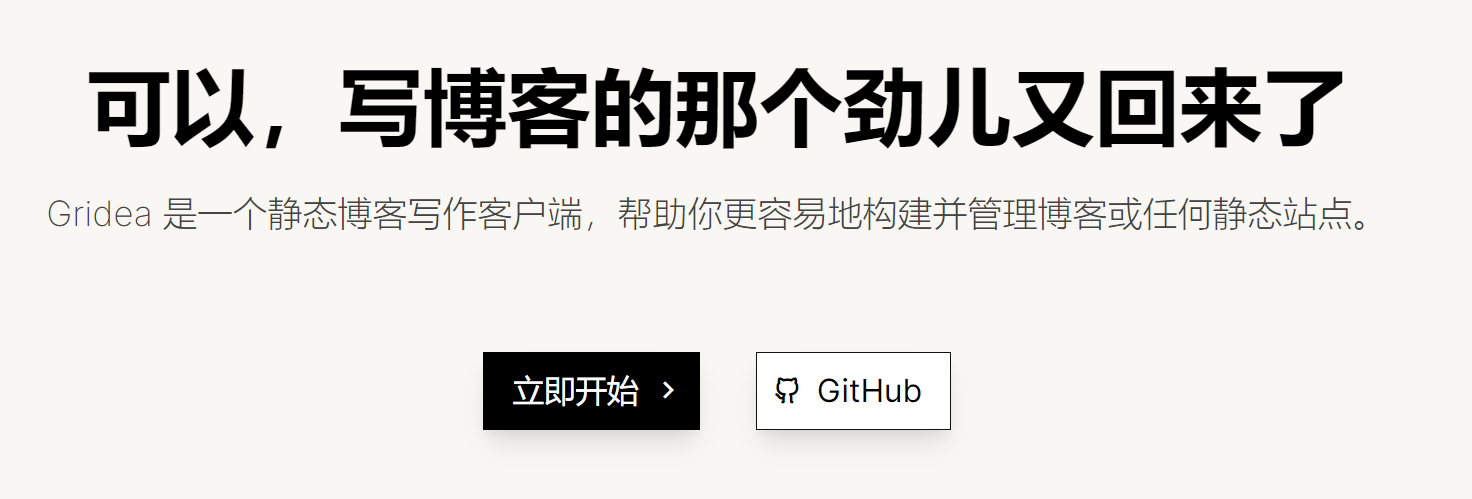 可以，写博客的那个劲儿又回来了
Gridea 是一个静态博客写作客户端，帮助你更容易地构建并管理博客或任何静态站点。
立即开始
GitHub